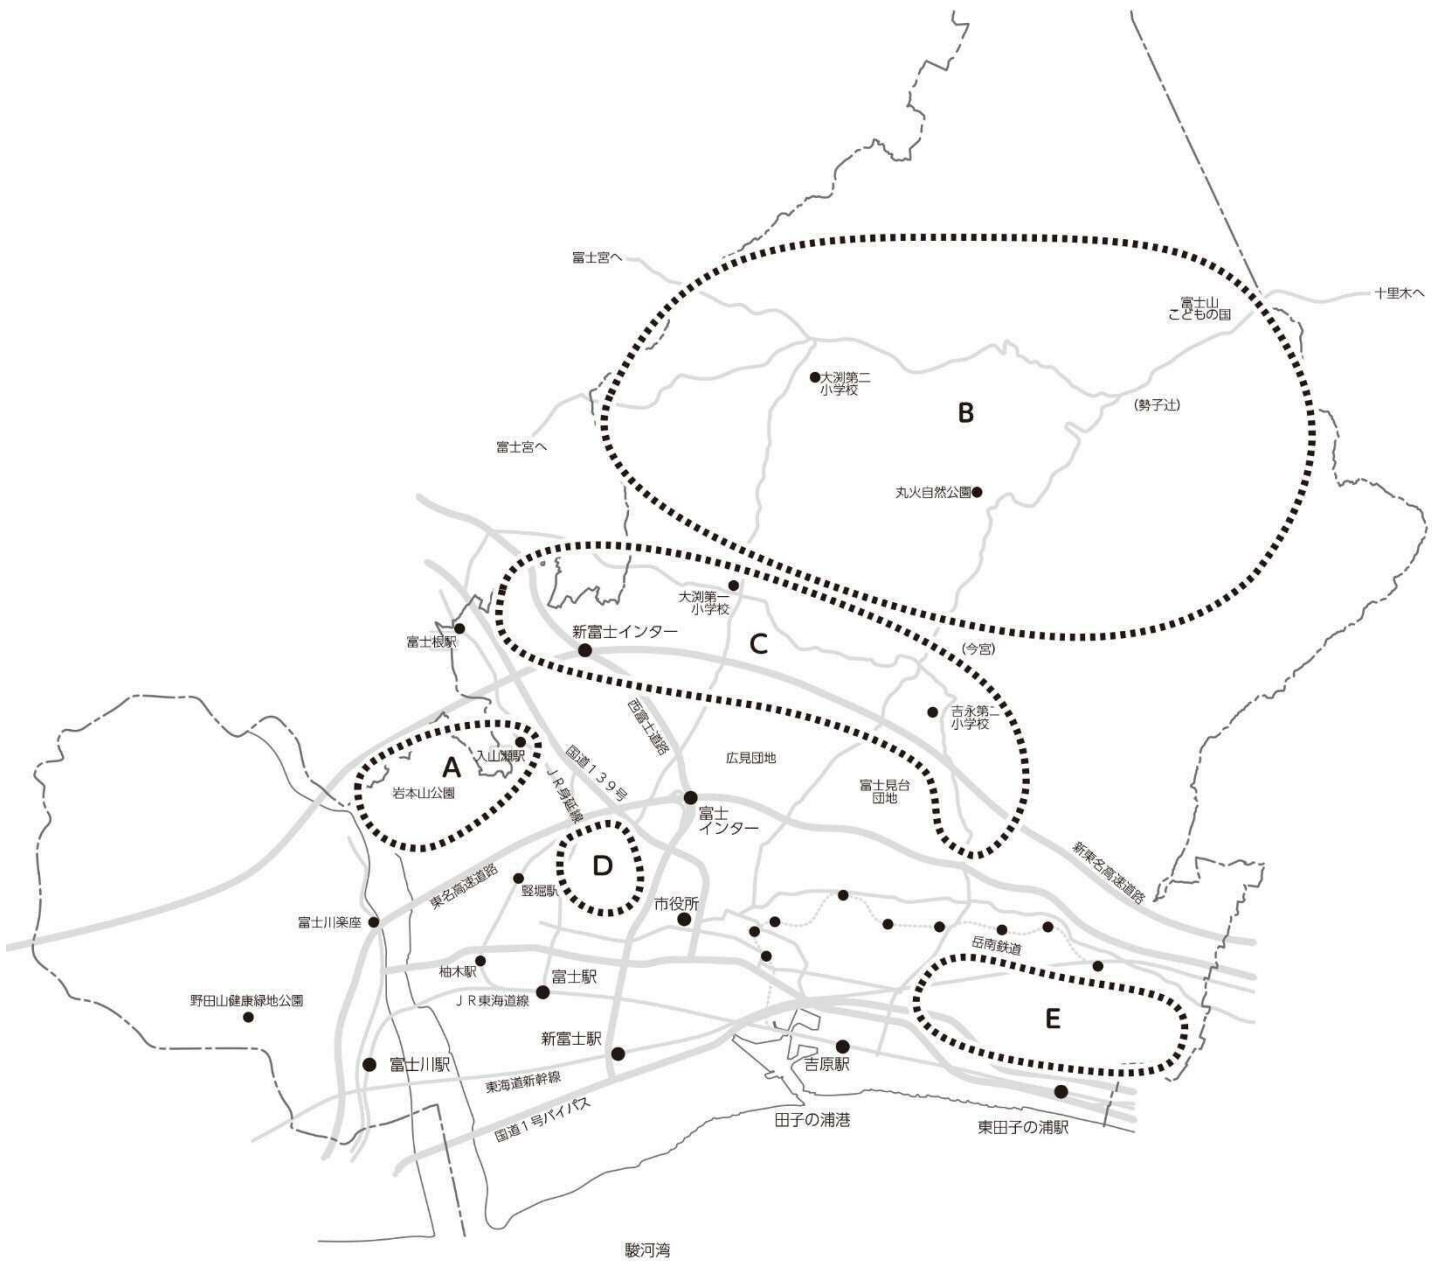 富士宮へ
十里木へ
富士山
こどもの国
大渕第二
小学校
B
(勢子辻)
富士宮へ
丸火自然公園
大渕第一
小学校
新富士インター
C
(今宮)
富士根駅
西富士道路
吉永第二
小学校
入山瀬駅
A
岩本山公園
国道139号
JR身延線
広見団地
富士見台
団地
富士
インター
新東名高速道路
東名高速道路
D
竪堀駅
市役所
富士川楽座
岳南鉄道
柚木駅
富士駅
JR東海道線
野田山健康緑地公園
E
新富士駅
吉原駅
富士川駅
東海道新幹線
国道1号バイパス
田子の浦港
東田子の浦駅
駿河湾